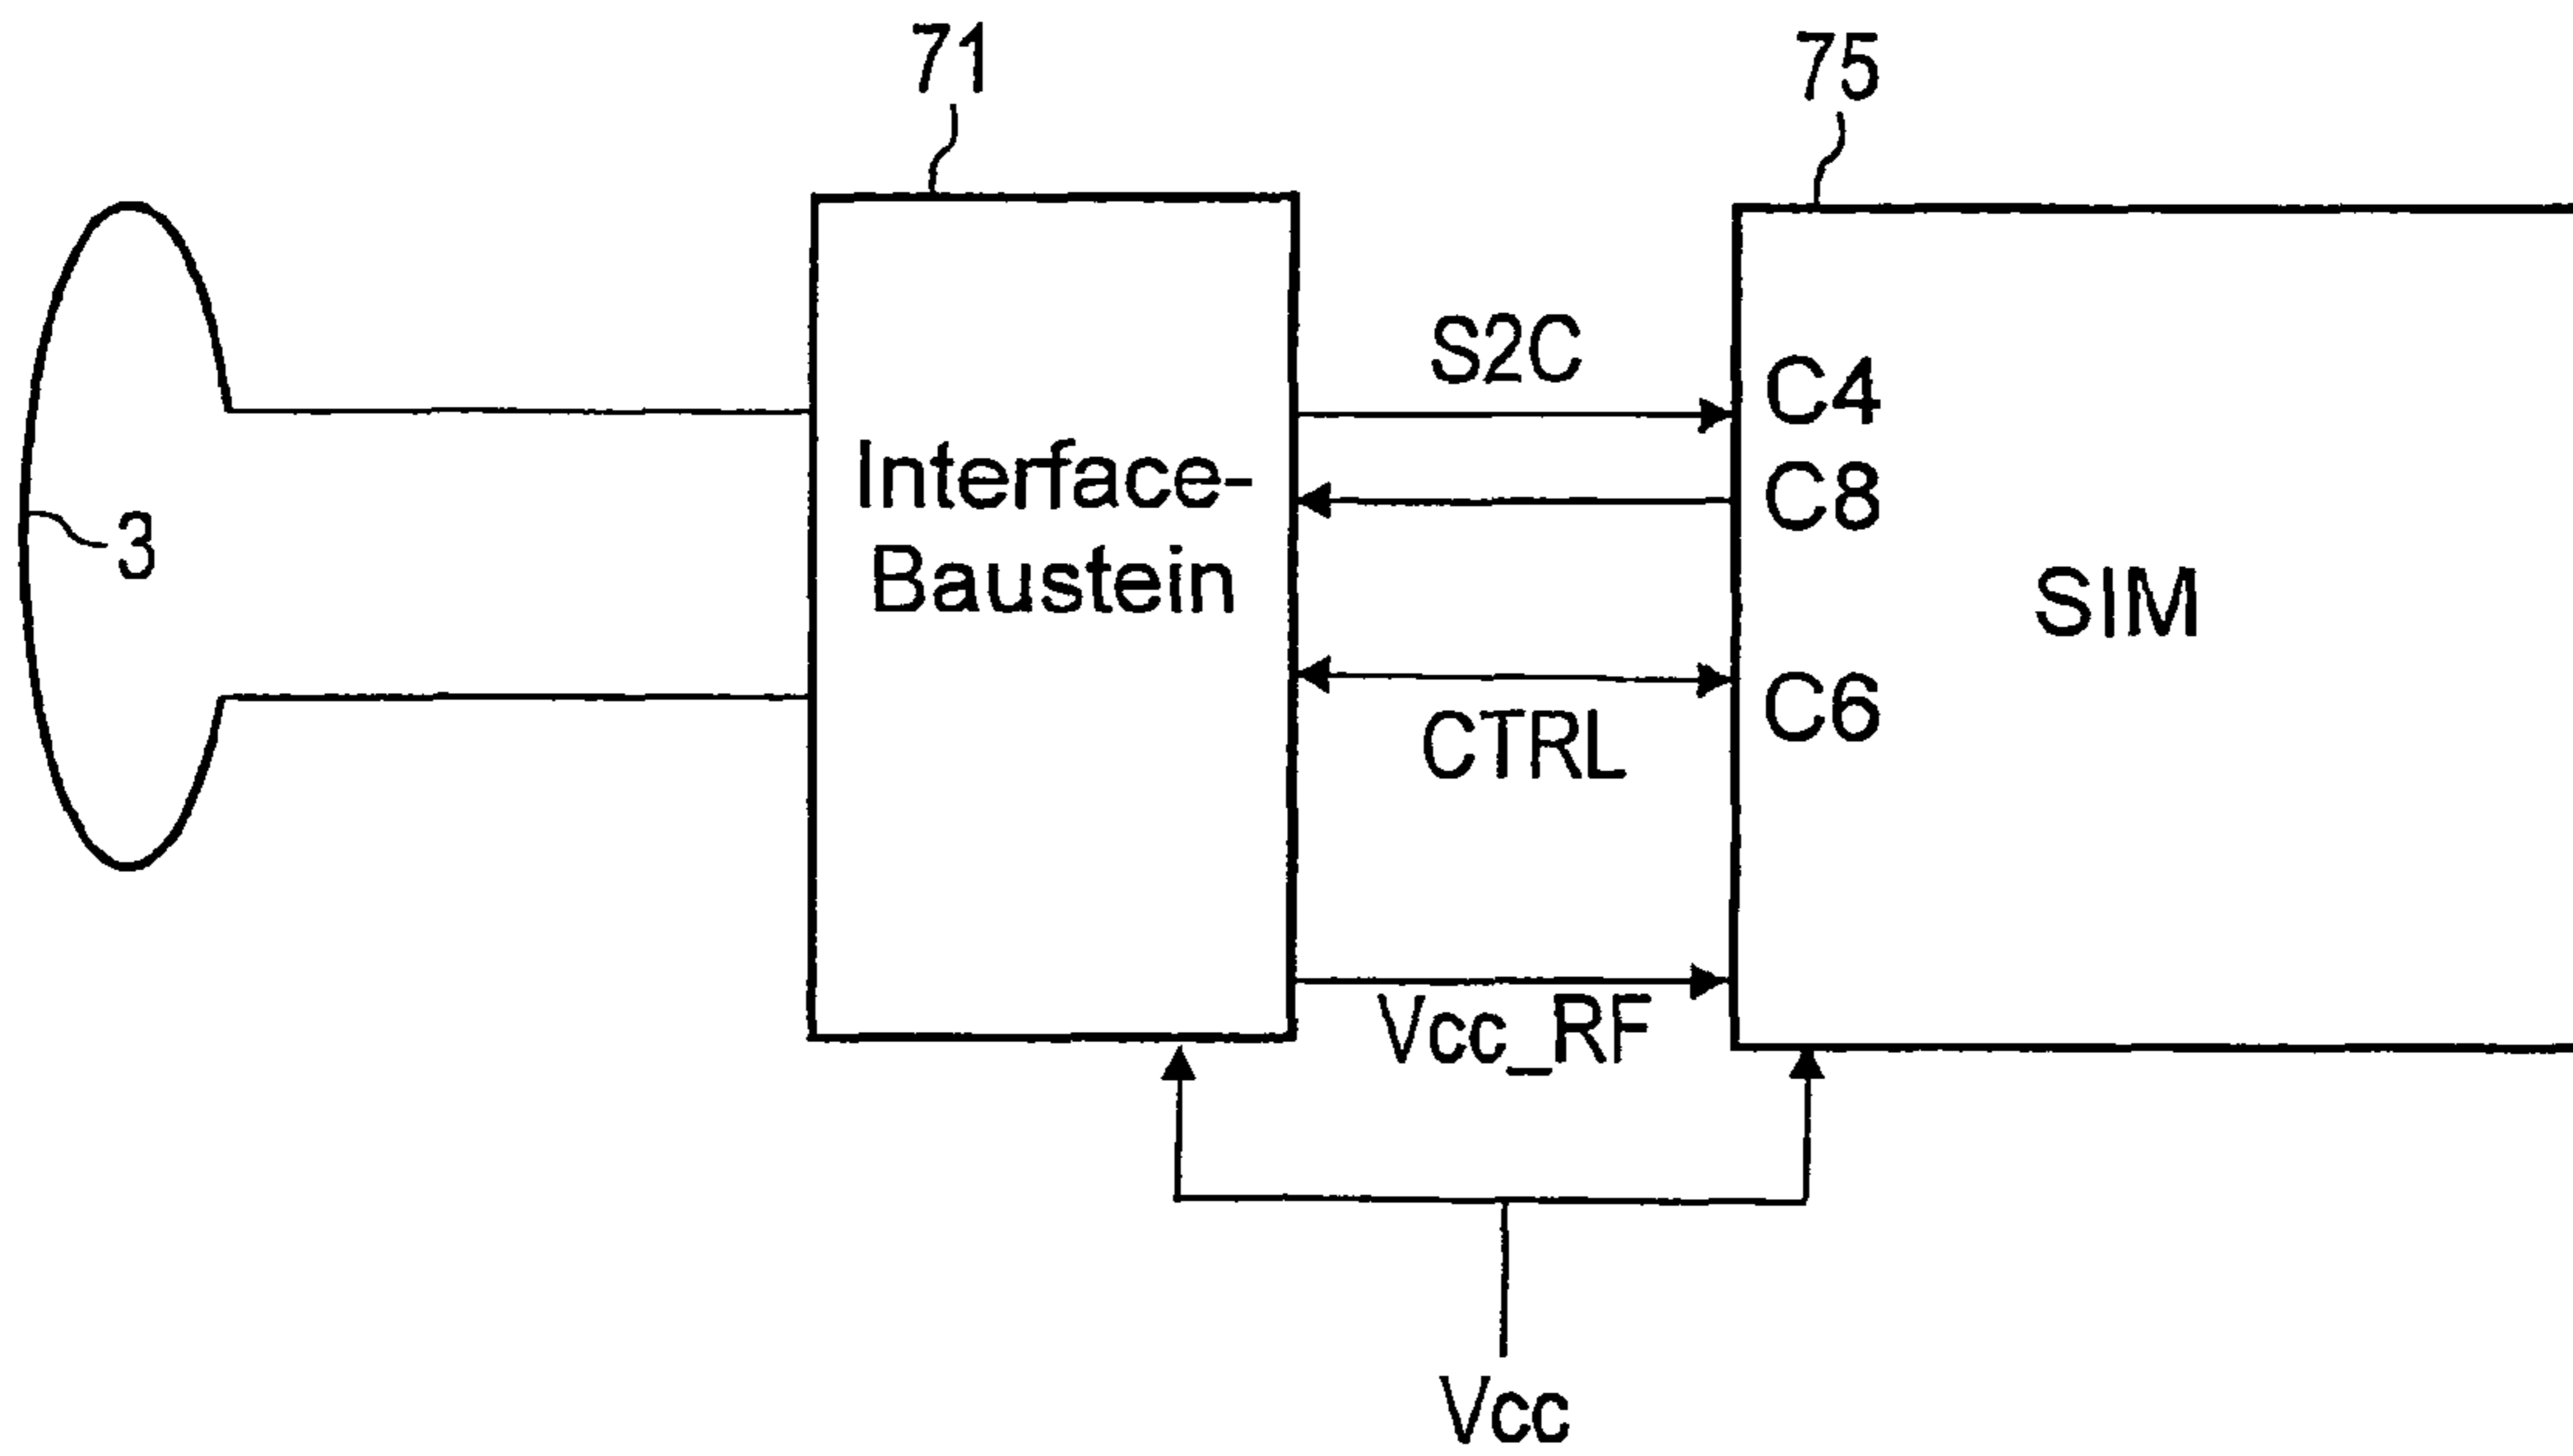 71
75
S2C
C4
Interface-
C8
3
Baustein
SIM
C6
CTRL
Vcc_RF
Vcc